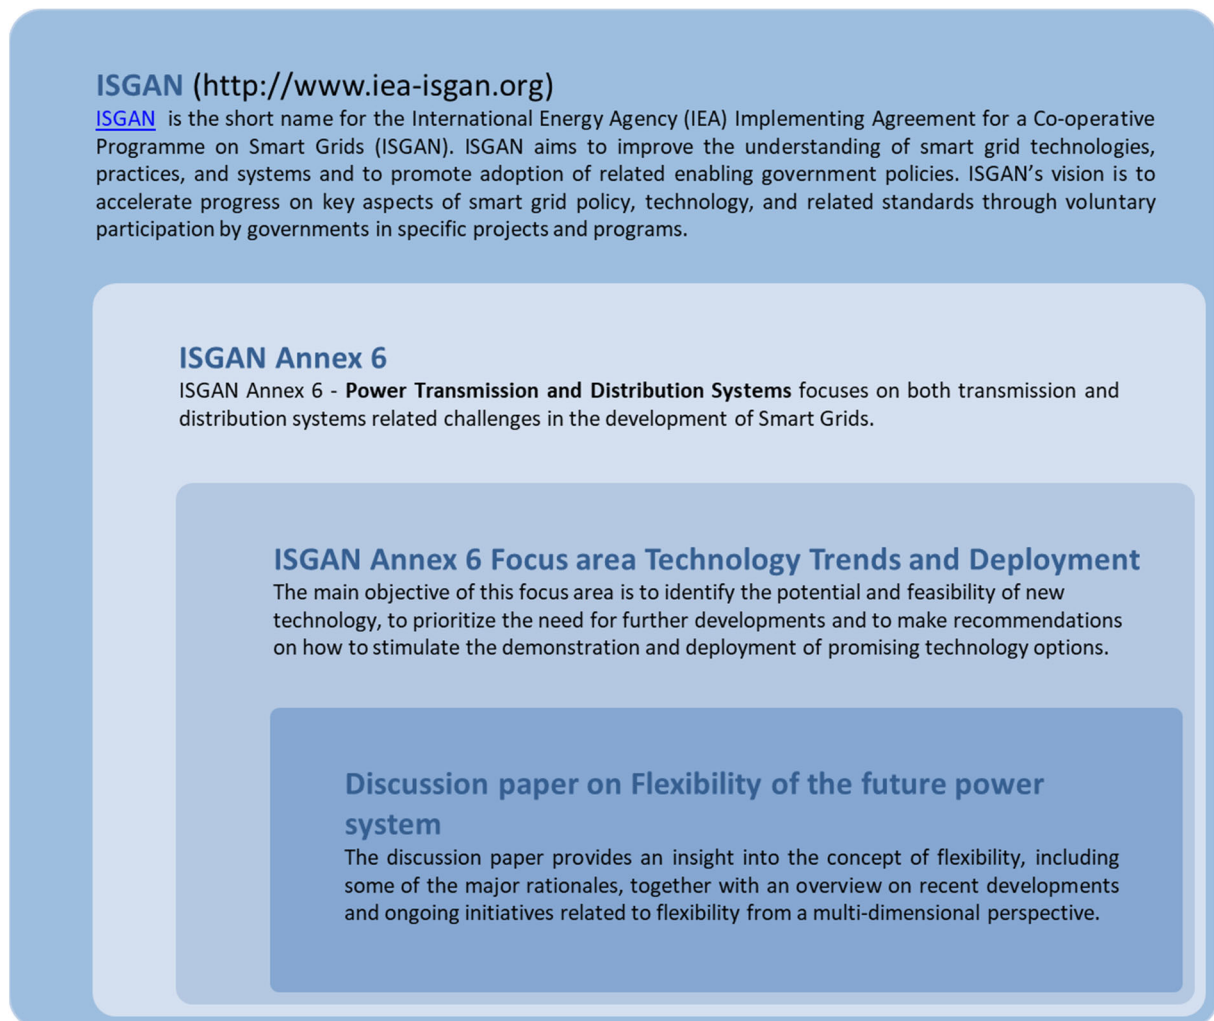 ISGAN (http://www.iea-isgan.org)
ISGAN is the short name for the International Energy Agency (IEA) Implementing Agreement for a Co-operative
Programme on Smart Grids (ISGAN). ISGAN aims to improve the understanding of smart grid technologies,
practices, and systems and to promote adoption of related enabling government policies. ISGAN’s vision is to
accelerate progress on key aspects of smart grid policy, technology, and related standards through voluntary
participation by governments in specific projects and programs.
ISGAN Annex 6
ISGAN Annex 6 - Power Transmission and Distribution Systems focuses on both transmission and
distribution systems related challenges in the development of Smart Grids.
ISGAN Annex 6 Focus area Technology Trends and Deployment
The main objective of this focus area is to identify the potential and feasibility of new
technology, to prioritize the need for further developments and to make recommendations
on how to stimulate the demonstration and deployment of promising technology options.
Discussion paper on Flexibility of the future power
system
The discussion paper provides an insight into the concept of flexibility, including
some of the major rationales, together with an overview on recent developments
and ongoing initiatives related to flexibility from a multi-dimensional perspective.